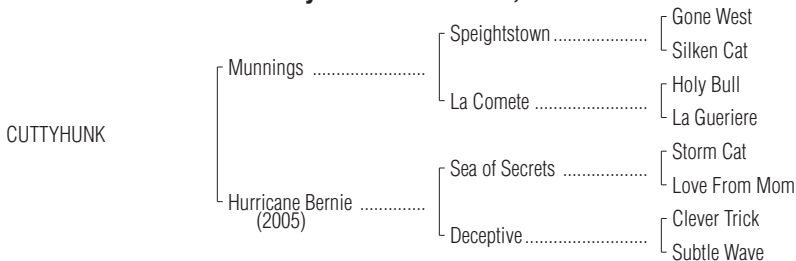 Gone West
Speightstown
Silken Cat
Munnings
Holy Bull
La Comete
La Gueriere
CUTTYHUNK
Storm Cat
Sea of Secrets
Love From Mom
Hurricane Bernie
(2005)
Clever Trick
Deceptive
Subtle Wave